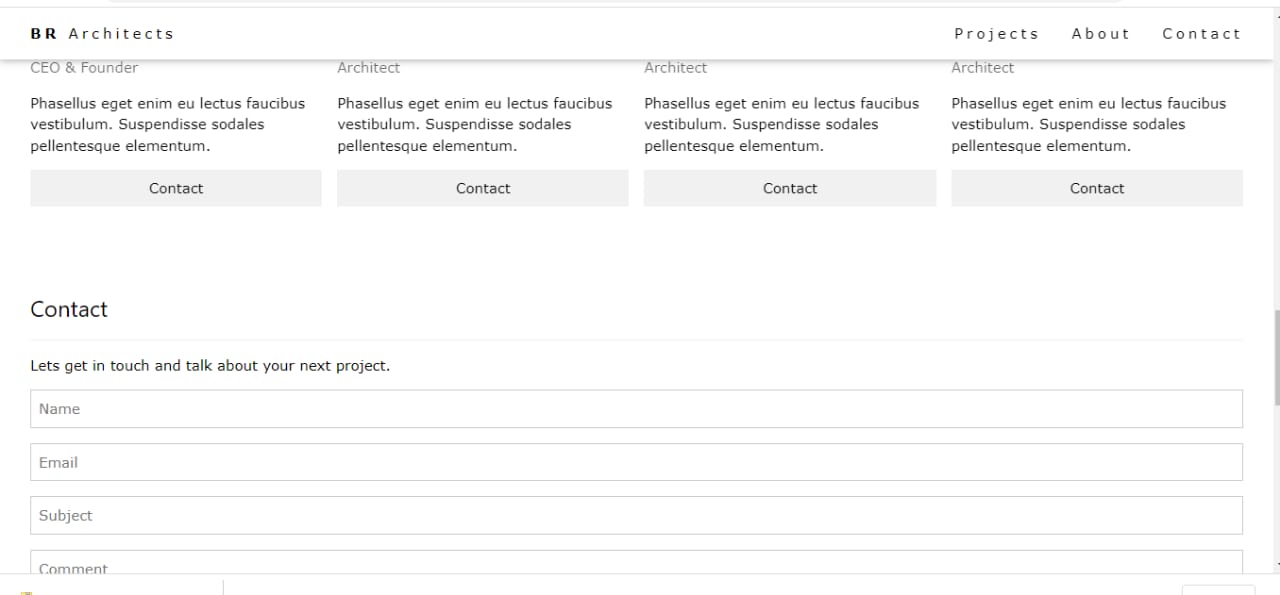 BR Architects Projects About Contact
CEO & Founder Architect Architect Architect
Phasellus eget enim eu lectus faucibus Phasellus eget enim eu lectus faucibus Phasellus eget enim eu lectus faucibus Phasellus eget enim eu lectus faucibus
vestibulum. Suspendisse sodales vestibulum. Suspendisse sodales vestibulum. Suspendisse sodales vestibulum. Suspendisse sodales
pellentesque elementum. pellentesque elementum. pellentesque elementum. pellentesque elementum.
Contact Contact Contact Contact
Contact
Lets get in touch and talk about your next project.
Name
Email
Subject
Comment